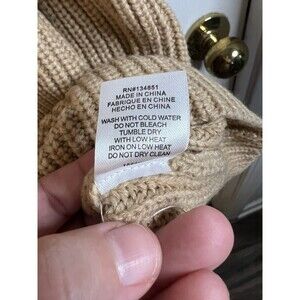 RN#134651
MADE IN CHINA
FABRIQUE EN CHINE
HECHO EN CHINA
WASH WITH COLD WATER
DO NOT BLEACH
TUMBLE DRY
WITH LOW HEAT
IRON ON LOW HEAT
DO NOT DRY CLEAN